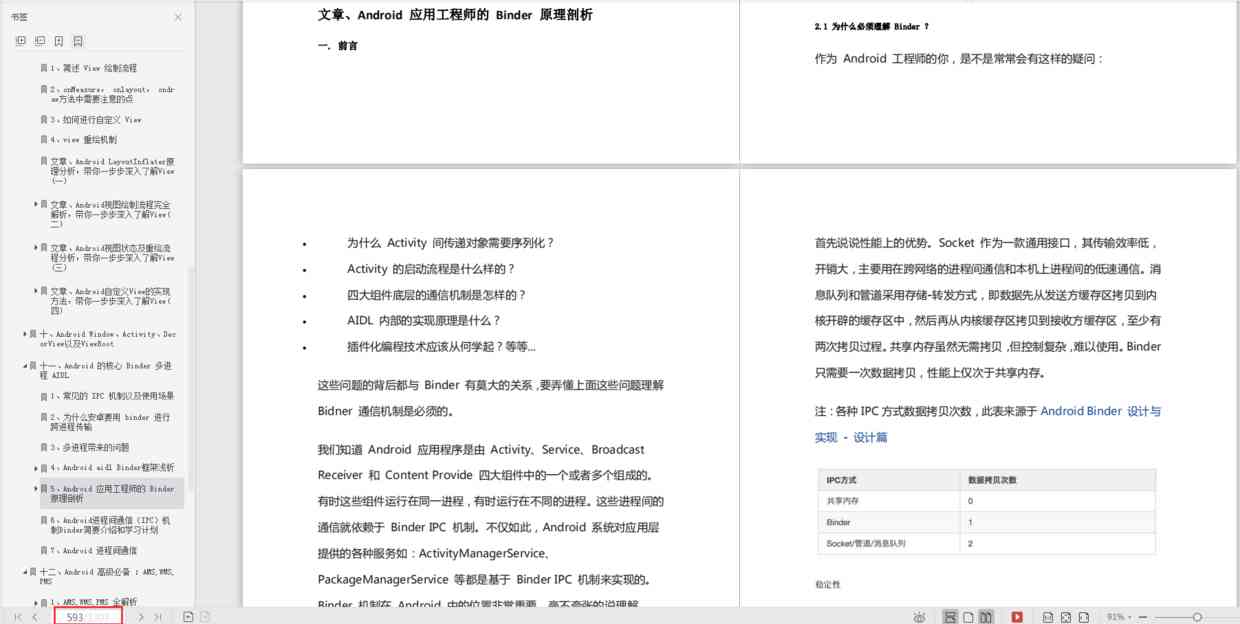 书签
1、简述 View 绘制流程
2、onMeasure， onlayout， ondr
aw方法中需要注意的点
3、如何进行自定义 View
4、view 重绘机制
文章、Android LayoutInflater原
理分析，带你一步步深入了解View
(一)
文章、Android视图绘制流程完全
解析，带你一步步深入了解View(
二)
文章、Android视图状态及重绘流
程分析，带你一步步深入了解View
(三)
文章、Android自定义View的实现
方法，带你一步步深入了解View(
四)
十、Android Window、Activity、Dec
orView以及ViewRoot
十一、Android 的核心 Binder 多进
程 AIDL
1、常见的 IPC 机制以及使用场景
2、为什么安卓要用 binder 进行
跨进程传输
3、多进程带来的问题
4、Android aidl Binder框架浅析
5、Android 应用工程师的 Binder
原理剖析
6、Android进程间通信（IPC）机
制Binder简要介绍和学习计划
7、Android 进程间通信
十二、Android 高级必备 ：AMS,WMS,
PMS
1、AMS,WMS,PMS 全解析
593
文章、Android 应用工程师的 Binder 原理剖析
一. 前言
2.1 为什么必须理解 Binder ？
作为 Android 工程师的你，是不是常常会有这样的疑问：
• 为什么 Activity 间传递对象需要序列化？
• Activity 的启动流程是什么样的？
• 四大组件底层的通信机制是怎样的？
• AIDL 内部的实现原理是什么？
• 插件化编程技术应该从何学起？等等...
这些问题的背后都与 Binder 有莫大的关系，要弄懂上面这些问题理解
Bidner 通信机制是必须的。
我们知道 Android 应用程序是由 Activity、Service、Broadcast
Receiver 和 Content Provide 四大组件中的一个或者多个组成的。
有时这些组件运行在同一进程，有时运行在不同的进程。这些进程间的
通信就依赖于 Binder IPC 机制。不仅如此，Android 系统对应用层
提供的各种服务如：ActivityManagerService、
PackageManagerService 等都是基于 Binder IPC 机制来实现的。
Binder 机制在 Android 中的位置非常重要，毫不夸张的说理解
首先说说性能上的优势。Socket 作为一款通用接口，其传输效率低，
开销大，主要用在跨网络的进程间通信和本机上进程间的低速通信。消
息队列和管道采用存储-转发方式，即数据先从发送方缓存区拷贝到内
核开辟的缓存区中，然后再从内核缓存区拷贝到接收方缓存区，至少有
两次拷贝过程。共享内存虽然无需拷贝，但控制复杂，难以使用。Binder
只需要一次数据拷贝，性能上仅次于共享内存。
注：各种 IPC 方式数据拷贝次数，此表来源于 Android Binder 设计与
实现 - 设计篇
IPC方式 数据拷贝次数
共享内存 0
Binder 1
Socket/管道/消息队列 2
稳定性
91%